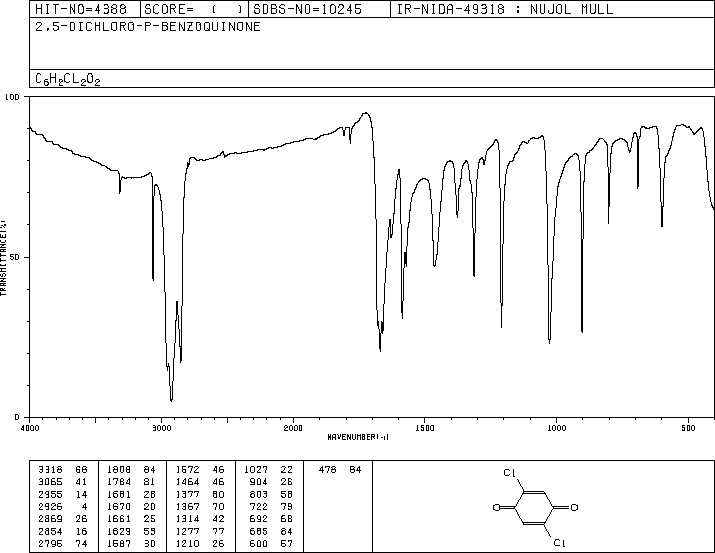 HIT-NO=4388 |SCORE= ( )|SDBS-NO=10245 |IR-NIDA-49318 : NUJOL MULL
2,5-DICHLORO-P-BENZOQUINONE
C6H2CL2O2
100
TRANSMITTANCE(%)
50
0
4000 3000 2000 1500 1000 500
WAVENUMBER(-1)
3318 68 1808 84 1572 46 1027 22 478 84
3065 41 1784 81 1464 46 904 26
2955 14 1681 28 1377 60 803 58
2926 4 1670 20 1367 70 722 79
2869 26 1661 25 1314 42 692 68
2854 16 1629 59 1277 77 685 84
2796 74 1587 30 1210 26 600 57
Cl
O O
Cl